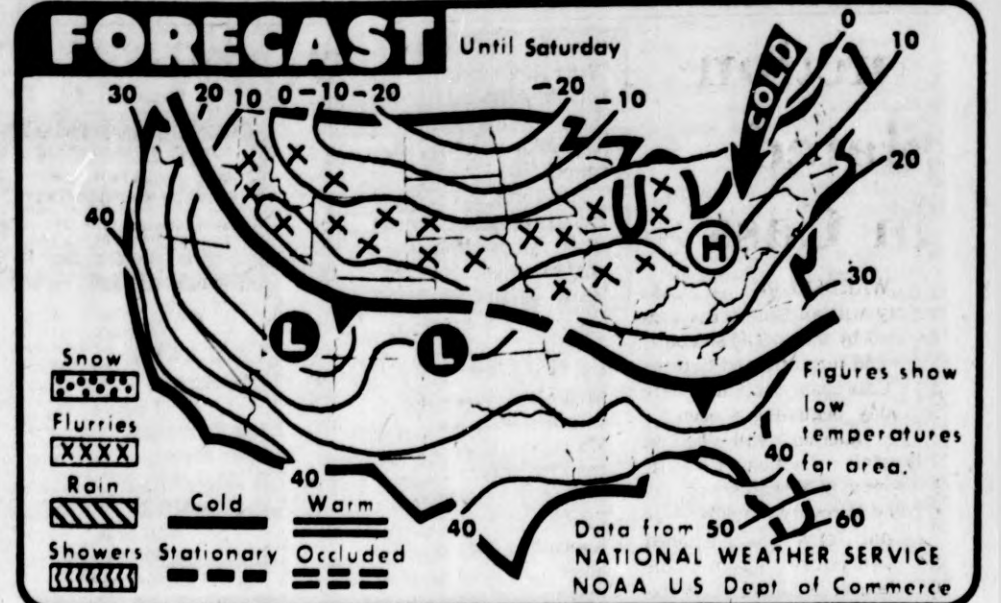 FORECAST Until Saturday
0
10
COLD
30 20 10 0 -10 -20 -20 -10
20
40
H
30
L L
Snow
Flurries
XXXX
Rain
Showers
Cold Warm
Stationary Occluded
40
40
40
50
60
Figures show
low
temperatures
for area.
Data from
NATIONAL WEATHER SERVICE
NOAA U S Dept of Commerce